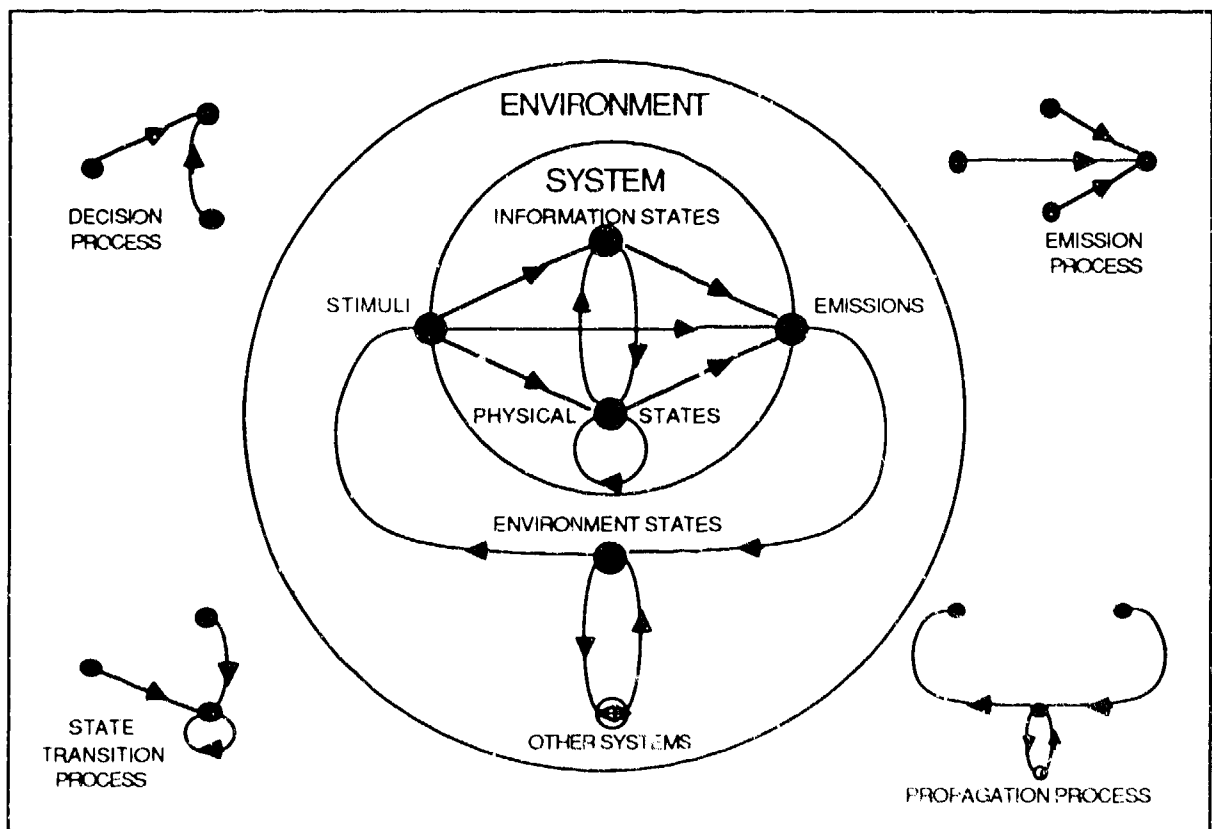 ENVIRONMENT
SYSTEM
INFORMATION STATES
STIMULI
EMISSIONS
PHYSICAL STATES
ENVIRONMENT STATES
OTHER SYSTEMS
DECISION
PROCESS
EMISSION
PROCESS
STATE
TRANSITION
PROCESS
PROPAGATION PROCESS